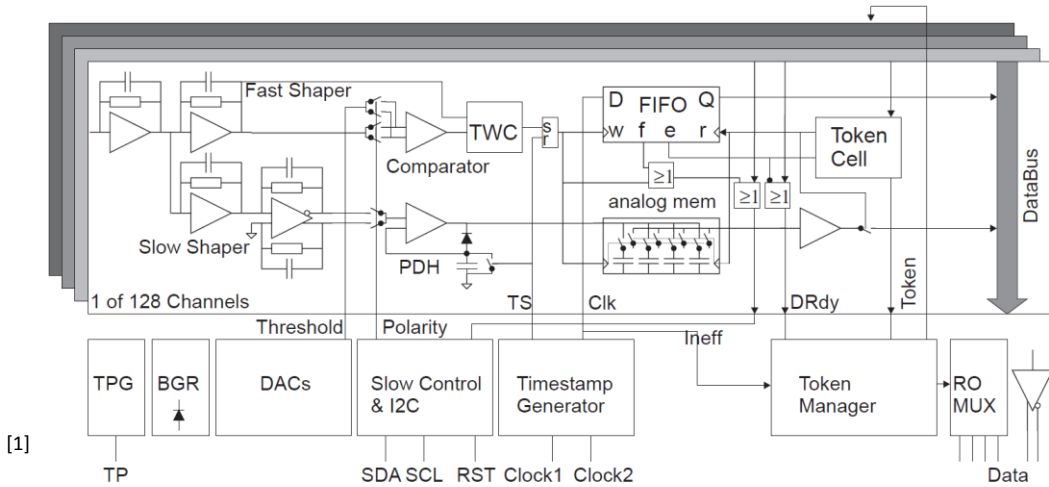 Fast Shaper
TWC
s
r
D FIFO Q
w f e r
Token
Cell
Comparator
≥1
≥1
≥1
analog mem
DataBus
Slow Shaper
PDH
1 of 128 Channels
TS
Clk
DRdy
Token
Threshold
Polarity
Ineff
TPG
BGR
DACs
Slow Control
& I2C
Timestamp
Generator
Token
Manager
RO
MUX
[1]
TP
SDA SCL RST Clock1 Clock2
Data